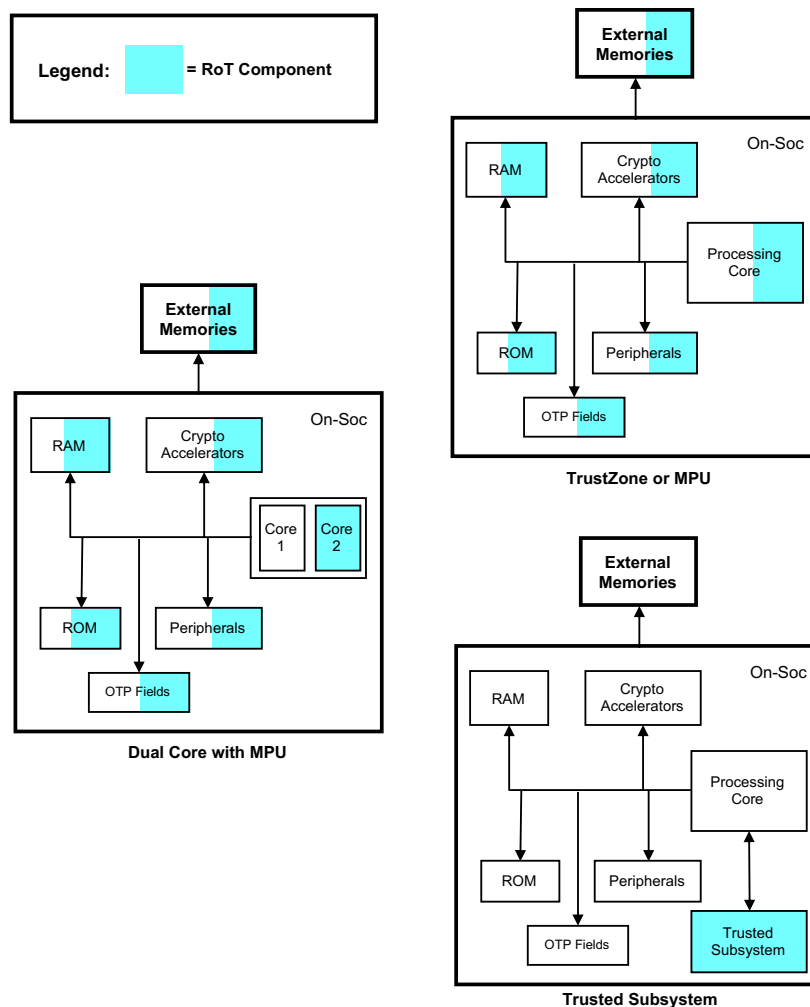 Legend:
= RoT Component
External
Memories
On-Soc
RAM
Crypto
Accelerators
Processing
Core
ROM
Peripherals
OTP Fields
TrustZone or MPU
External
Memories
On-Soc
RAM
Crypto
Accelerators
Core
1
Core
2
ROM
Peripherals
OTP Fields
Dual Core with MPU
External
Memories
On-Soc
RAM
Crypto
Accelerators
Processing
Core
ROM
Peripherals
OTP Fields
Trusted
Subsystem
Trusted Subsystem